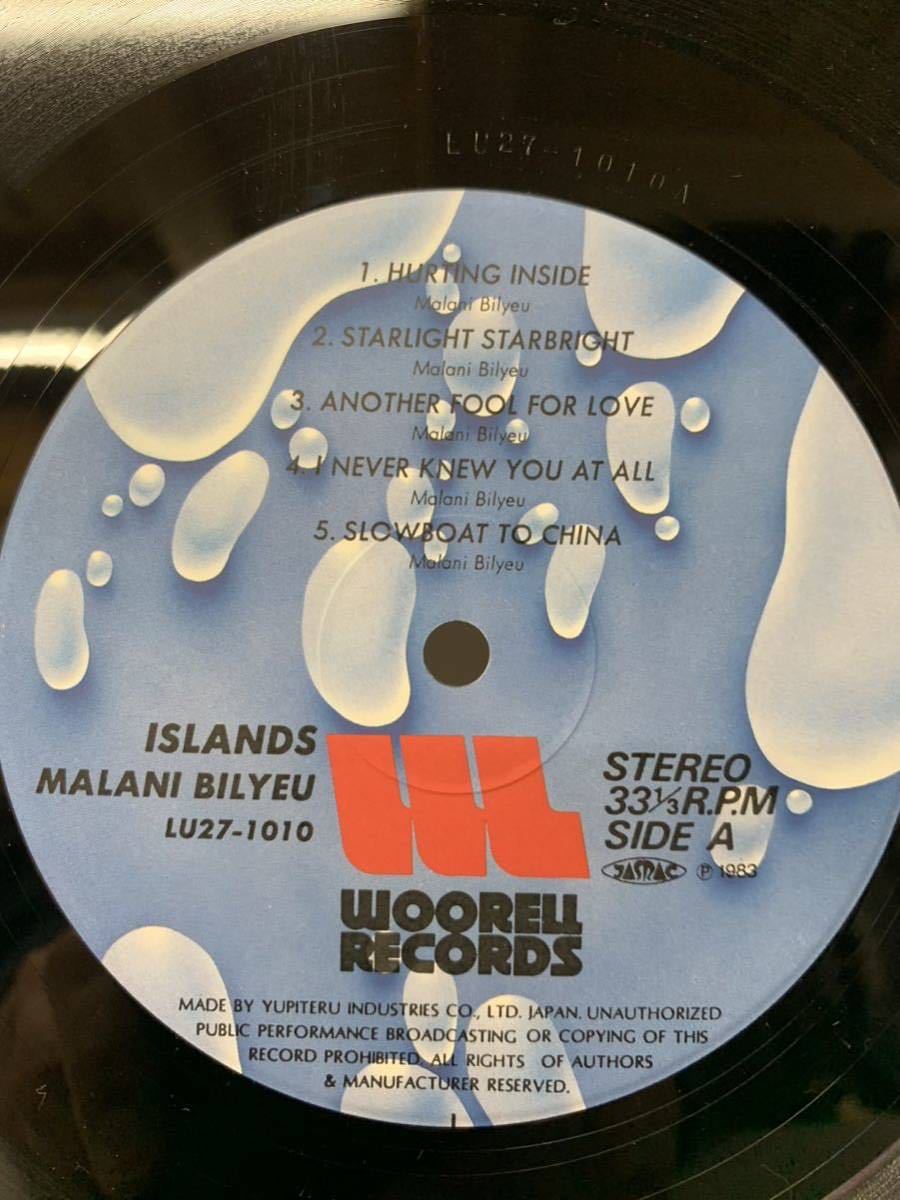 LU27-1010A
1. HURTING INSIDE
Malani Bilyeu
2. STARLIGHT STARBRIGHT
Malani Bilyeu
3. ANOTHER FOOL FOR LOVE
Malani Bilyeu
4. I NEVER KNEW YOU AT ALL
Malani Bilyeu
5. SLOWBOAT TO CHINA
Malani Bilyeu
ISLANDS
MALANI BILYEU
LU27-1010
STEREO
33⅓ R.P.M
SIDE A
JASRAC Ⓟ 1983
WOORELL
RECORDS
MADE BY YUPITERU INDUSTRIES CO., LTD. JAPAN. UNAUTHORIZED
PUBLIC PERFORMANCE BROADCASTING OR COPYING OF THIS
RECORD PROHIBITED. ALL RIGHTS OF AUTHORS
& MANUFACTURER RESERVED.